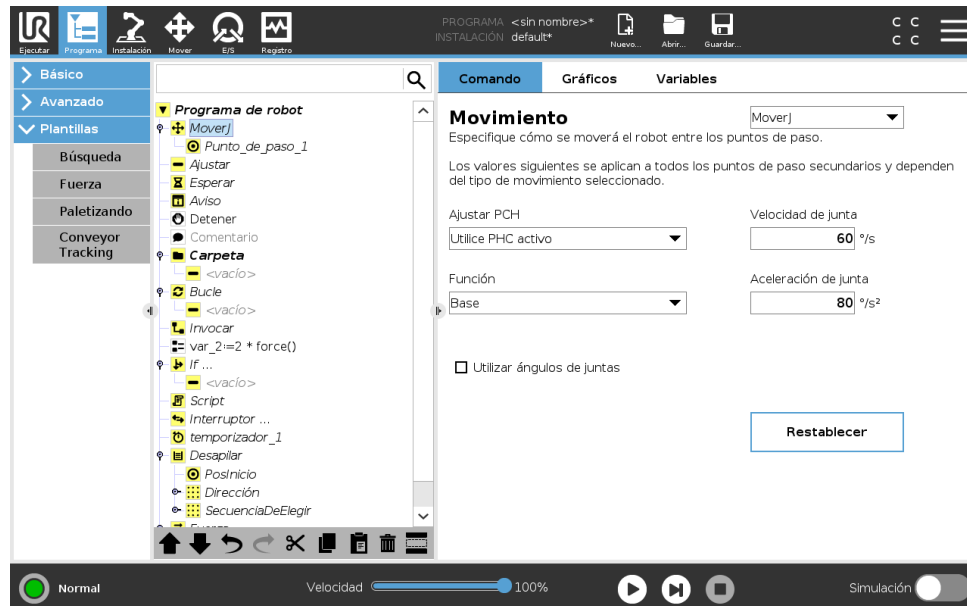 UR
Ejecutar
Programa
Instalación
Mover
E/S
Registro
PROGRAMA <sin nombre>*
INSTALACIÓN default*
Nuevo...
Abrir...
Guardar...
C C
C C
Básico
Avanzado
Plantillas
Búsqueda
Fuerza
Paletizando
Conveyor
Tracking
Programa de robot
MoverJ
Punto_de_paso_1
Ajustar
Esperar
Aviso
Detener
Comentario
Carpeta
<vacío>
Bucle
<vacío>
Invocar
var_2:=2 * force()
If ...
<vacío>
Script
Interruptor ...
temporizador_1
Desapilar
PosInicio
Dirección
SecuenciaDeElegir
Fuerza
Comando
Gráficos
Variables
Movimiento
MoverJ
Especifique cómo se moverá el robot entre los puntos de paso.
Los valores siguientes se aplican a todos los puntos de paso secundarios y dependen
del tipo de movimiento seleccionado.
Ajustar PCH
Velocidad de junta
Utilice PHC activo
60 °/s
Función
Aceleración de junta
Base
80 °/s²
Utilizar ángulos de juntas
Restablecer
Normal
Velocidad
100%
Simulación